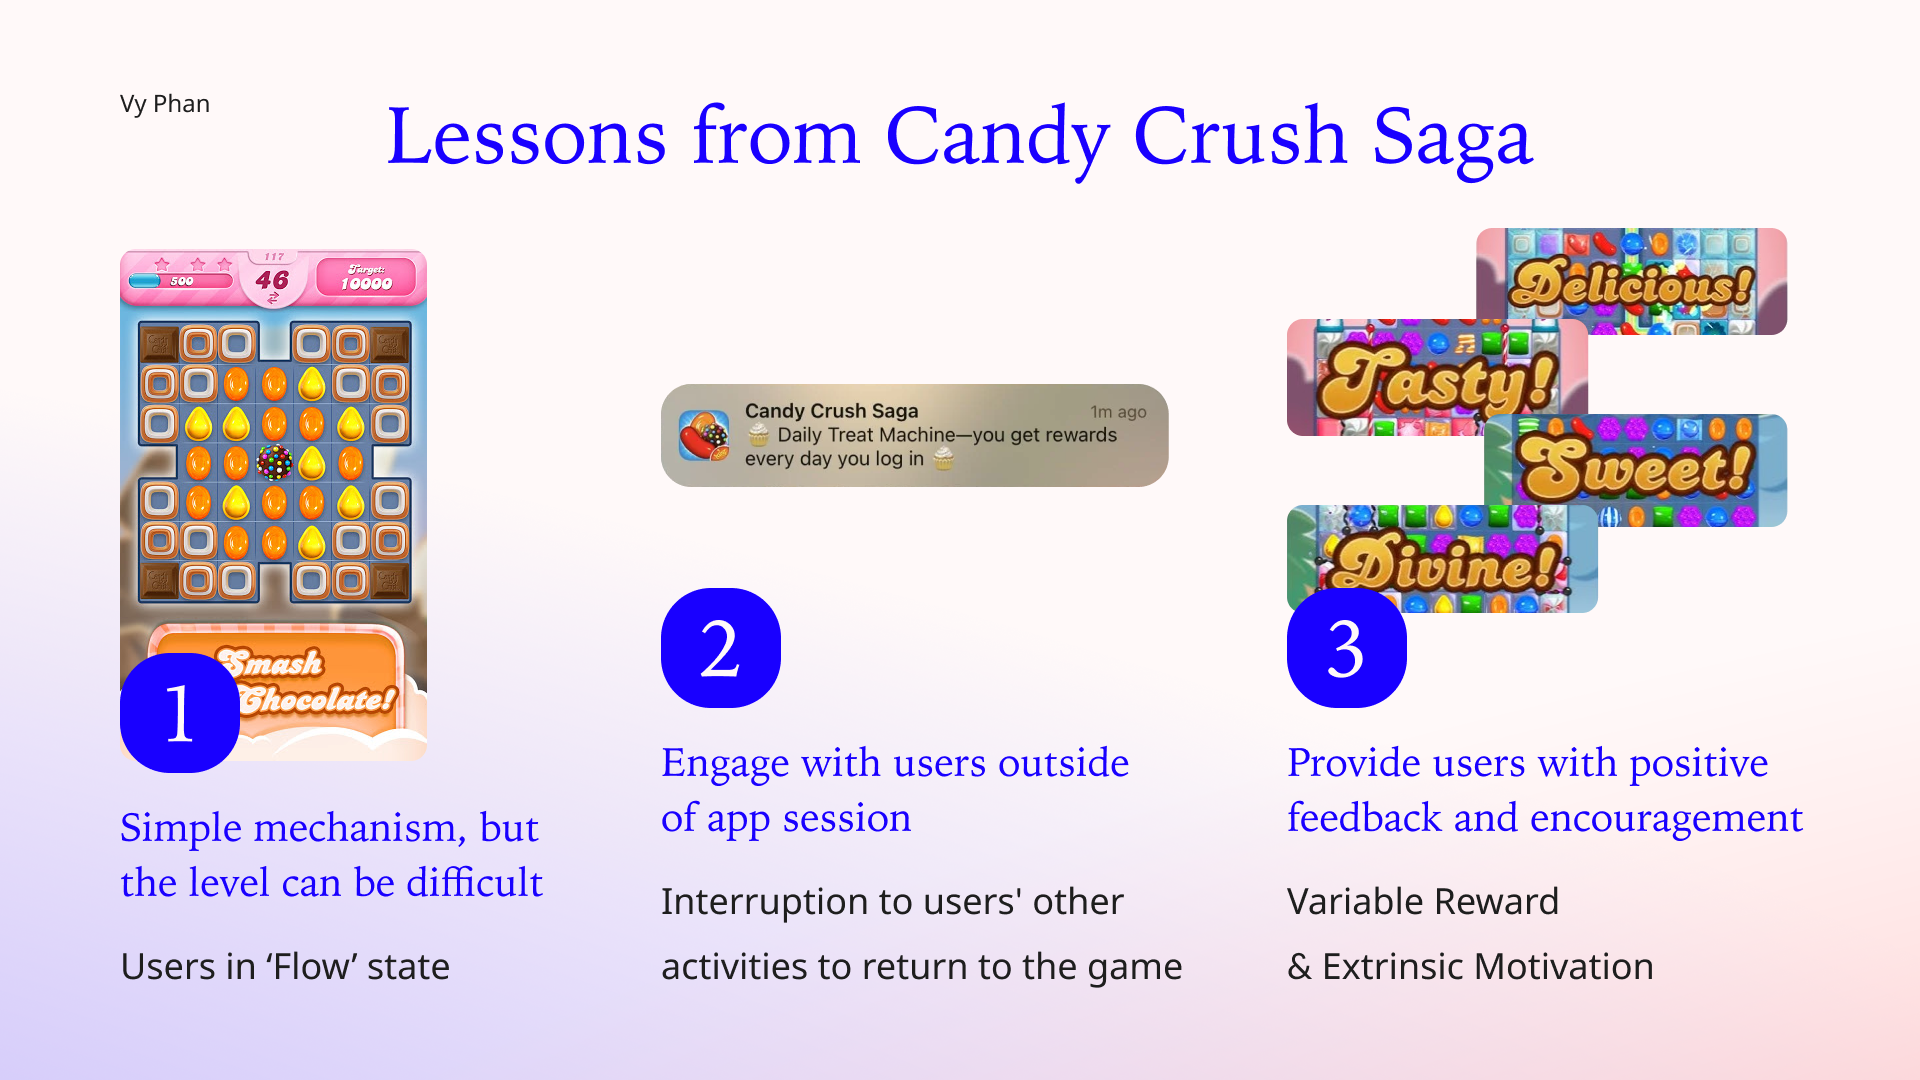 Vy Phan
Lessons from Candy Crush Saga
117
500
46
Target:
10000
Smash
Chocolate!
1
Simple mechanism, but
the level can be difficult
Users in ‘Flow’ state
Candy Crush Saga
1m ago
🧁 Daily Treat Machine—you get rewards
every day you log in 🧁
2
Engage with users outside
of app session
Interruption to users' other
activities to return to the game
Delicious!
Tasty!
Sweet!
Divine!
3
Provide users with positive
feedback and encouragement
Variable Reward
& Extrinsic Motivation